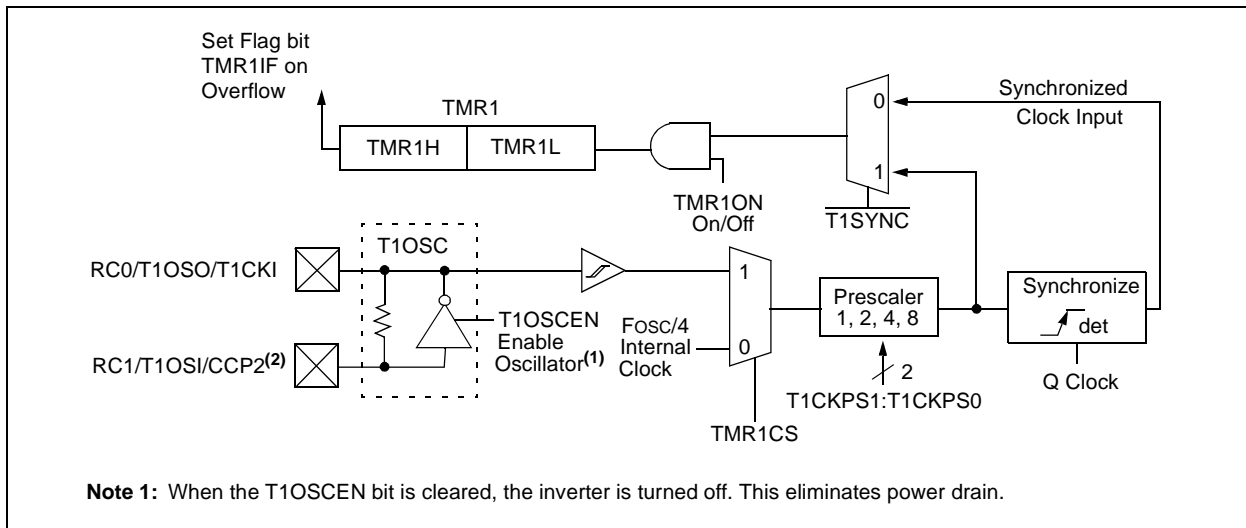 Set Flag bit
TMR1IF on
Overflow
TMR1
TMR1H
TMR1L
TMR1ON
On/Off
0
1
T1SYNC
Synchronized
Clock Input
RC0/T1OSO/T1CKI
T1OSC
RC1/T1OSI/CCP2(2)
T1OSCEN
Enable
Oscillator(1)
FOSC/4
Internal
Clock
1
0
TMR1CS
Prescaler
1, 2, 4, 8
2
T1CKPS1:T1CKPS0
Synchronize
det
Q Clock
Note 1: When the T1OSCEN bit is cleared, the inverter is turned off. This eliminates power drain.